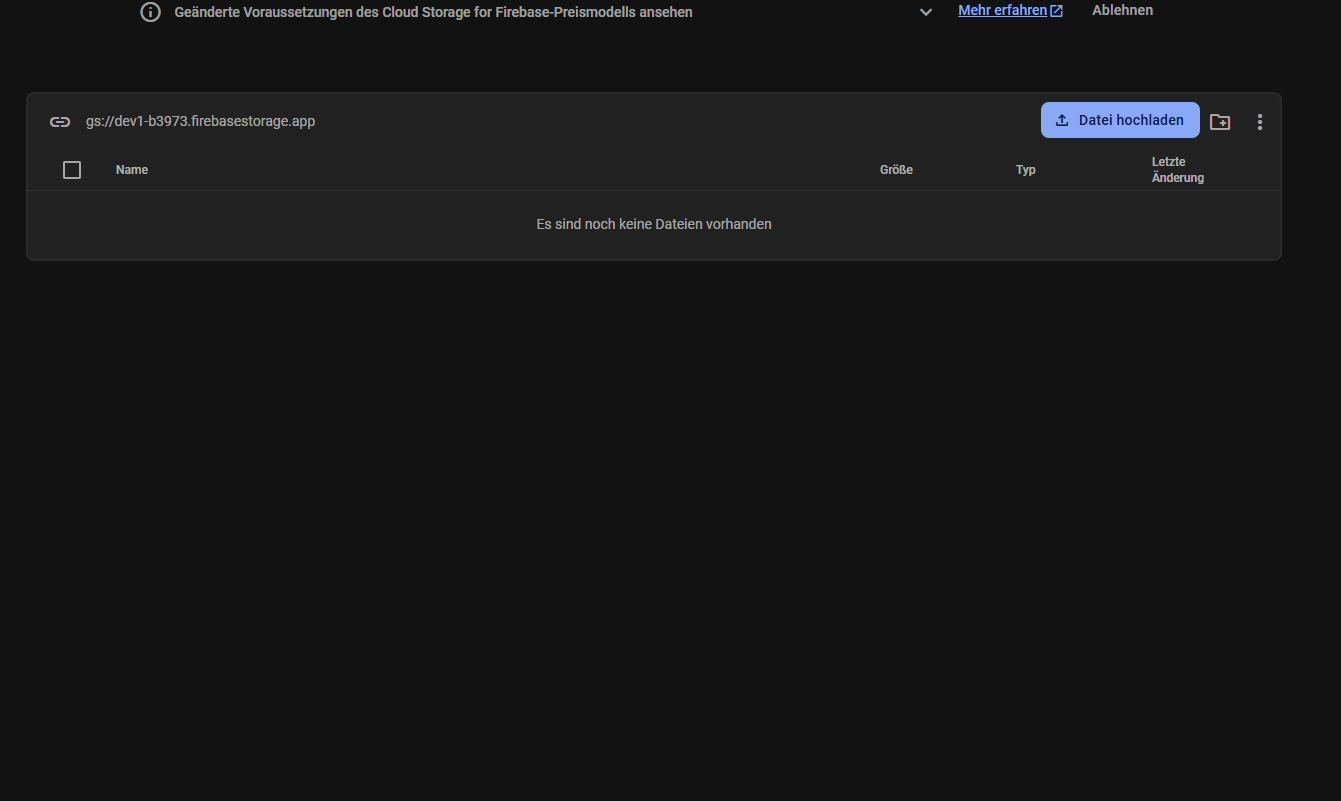 Geänderte Voraussetzungen des Cloud Storage for Firebase-Preismodells ansehen
Mehr erfahren
Ablehnen
gs://dev1-b3973.firebasestorage.app
Datei hochladen
Name
Größe
Typ
Letzte
Änderung
Es sind noch keine Dateien vorhanden